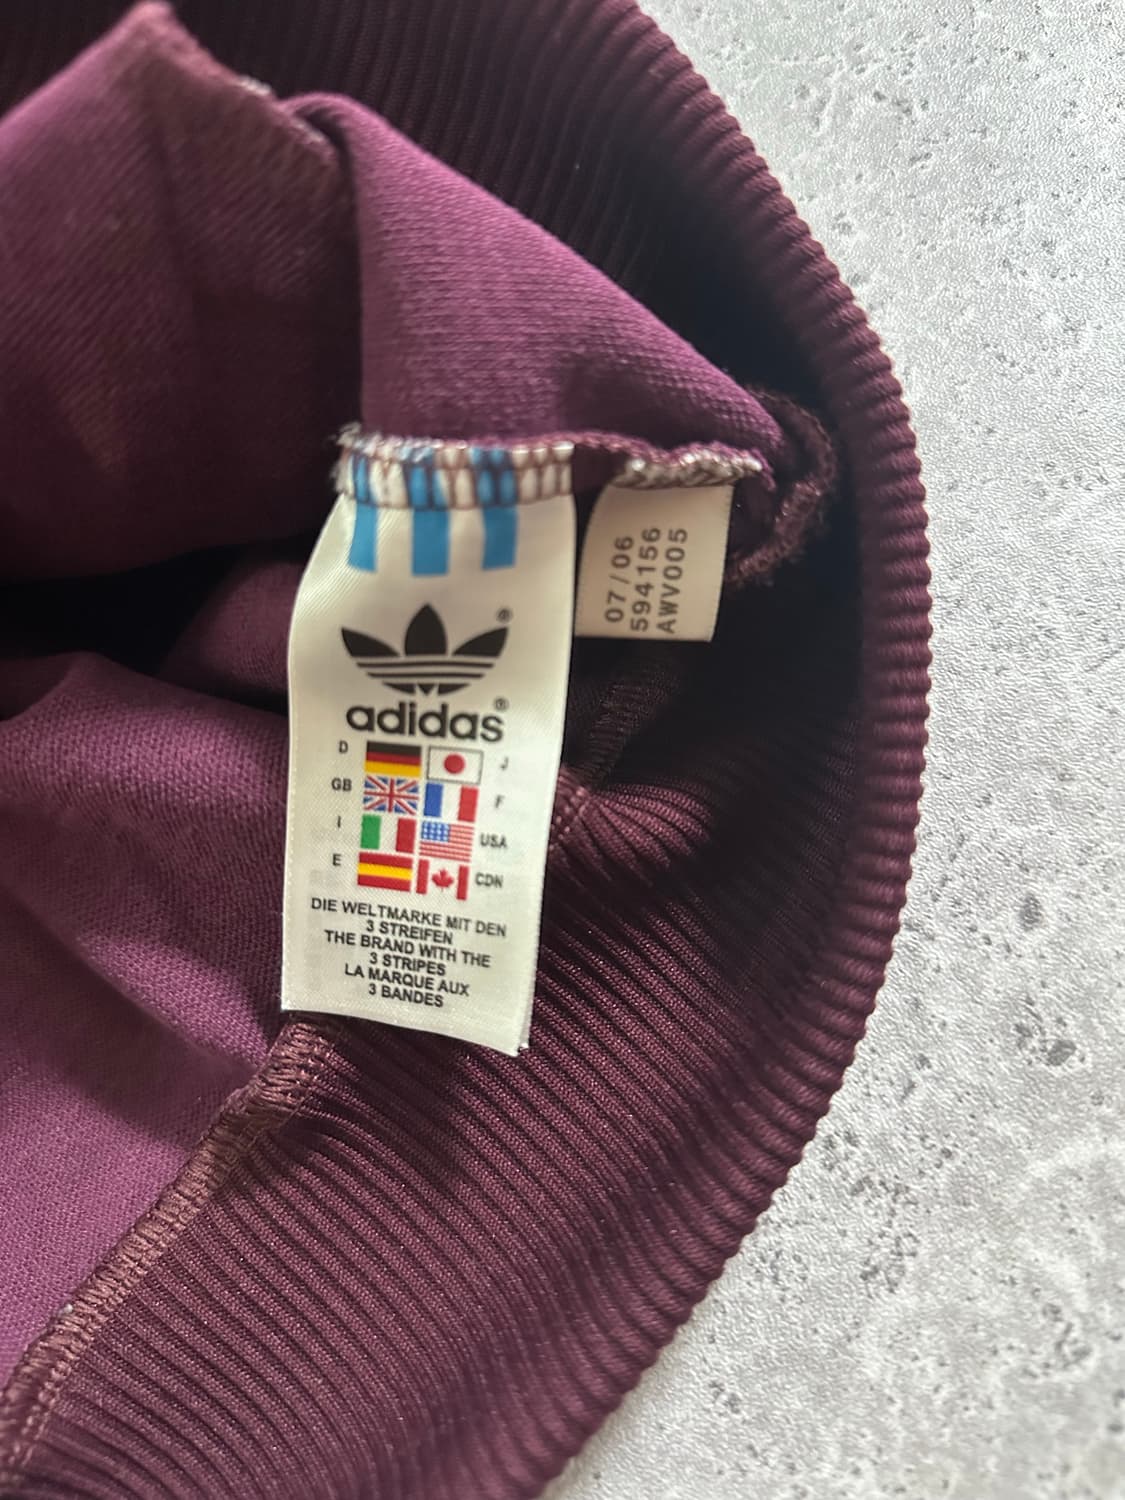 adidas
D J
GB F
I USA
E CDN
DIE WELTMARKE MIT DEN
3 STREIFEN
THE BRAND WITH THE
3 STRIPES
LA MARQUE AUX
3 BANDES
07/06
594156
AWV005